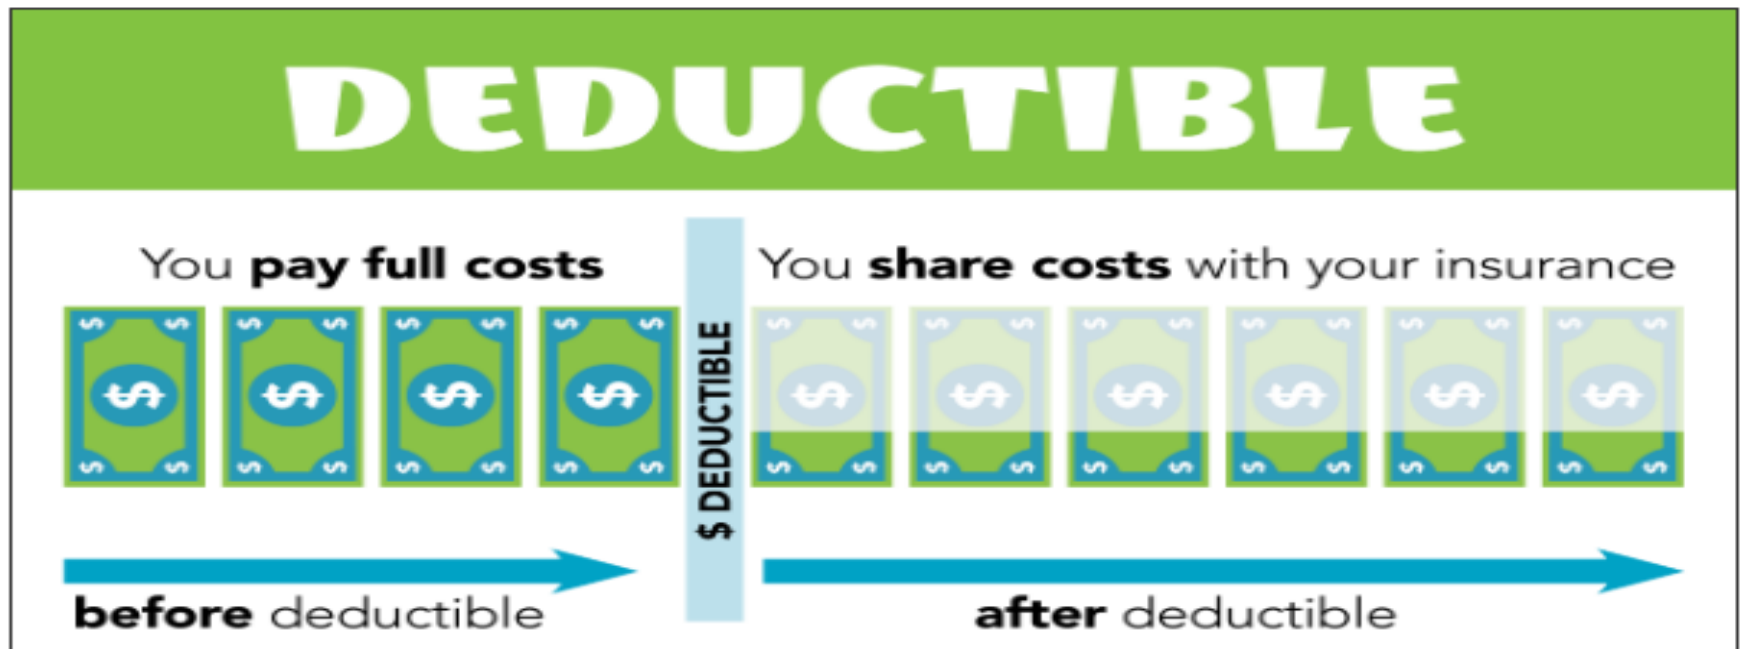 DEDUCTIBLE
You pay full costs
You share costs with your insurance
$ DEDUCTIBLE
before deductible
after deductible